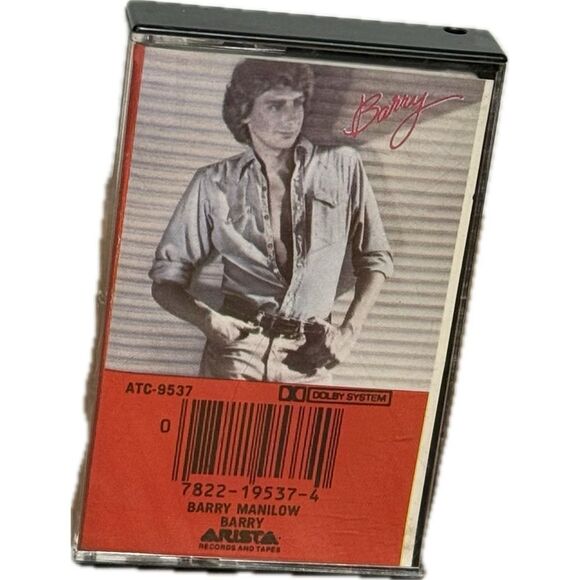 Barry
ATC-9537
DOLBY SYSTEM
0
7822-19537-4
BARRY MANILOW
BARRY
ARISTA
RECORDS AND TAPES